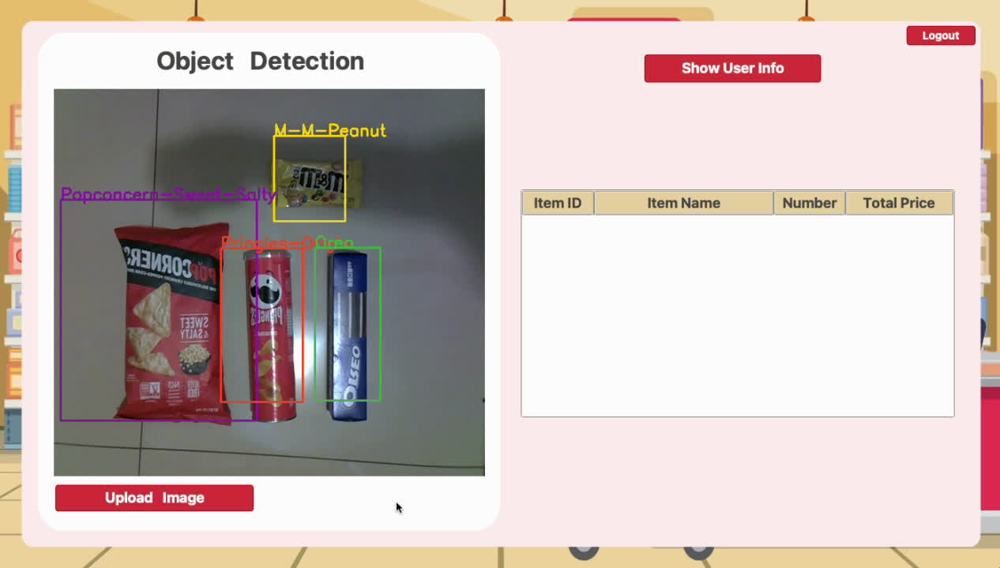 Logout
Object Detection
Show User Info
M-M-Peanut
m&m's
Popconcern-Sweet-Salty
Item ID Item Name Number Total Price
Pringles-O
Oreo
POPCORNERS
PRINGLES
SWEET
& SALTY
OREO
NON
Upload Image